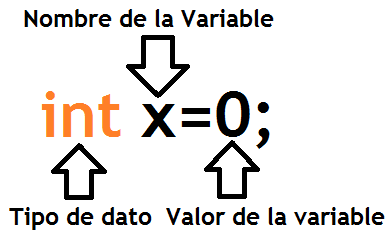 Nombre de la Variable
int x=0;
Tipo de dato Valor de la variable